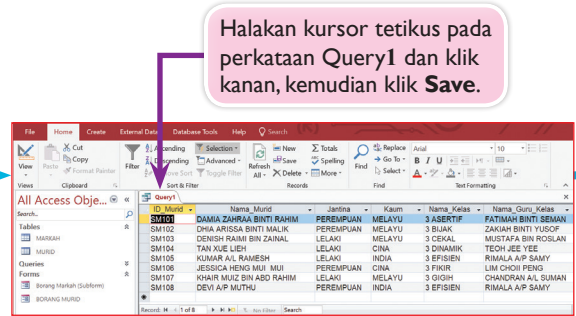 Halakan kursor tetikus pada
perkataan Query1 dan klik
kanan, kemudian klik Save.
File Home Create External Data Database Tools Help Search
View Paste Cut Copy Format Painter
Filter Ascending Descending Remove Sort Selection Advanced Toggle Filter
Refresh All New Save Delete Totals Spelling More
Find Replace Go To Select
Arial 10
B I U
Views Clipboard Sort & Filter Records Find Text Formatting
All Access Obje...
Search..
Tables
MARKAH
MURID
Queries
Forms
Borang Markah (Subform)
BORANG MURID
Query1
ID_Murid Nama_Murid Jantina Kaum Nama_Kelas Nama_Guru_Kelas
SM101 DAMIA ZAHRAA BINTI RAHIM PEREMPUAN MELAYU 3 ASERTIF FATIMAH BINTI SEMAN
SM102 DHIA ARISSA BINTI MALIK PEREMPUAN MELAYU 3 BIJAK ZAKIAH BINTI YUSOF
SM103 DENISH RAIMI BIN ZAINAL LELAKI MELAYU 3 CEKAL MUSTAFA BIN ROSLAN
SM104 TAN XUE LIEH LELAKI CINA 3 DINAMIK TEOH JEE YEE
SM105 KUMAR A/L RAMESH LELAKI INDIA 3 EFISIEN RIMALA A/P SAMY
SM106 JESSICA HENG MUI MUI PEREMPUAN CINA 3 FIKIR LIM CHOII PENG
SM107 KHAIR MUIZ BIN ABD RAHIM LELAKI MELAYU 3 GIGIH CHANDRAN A/L SUMAN
SM108 DEVI A/P MUTHU PEREMPUAN INDIA 3 EFISIEN RIMALA A/P SAMY
Record: 1 of 8 No Filter Search